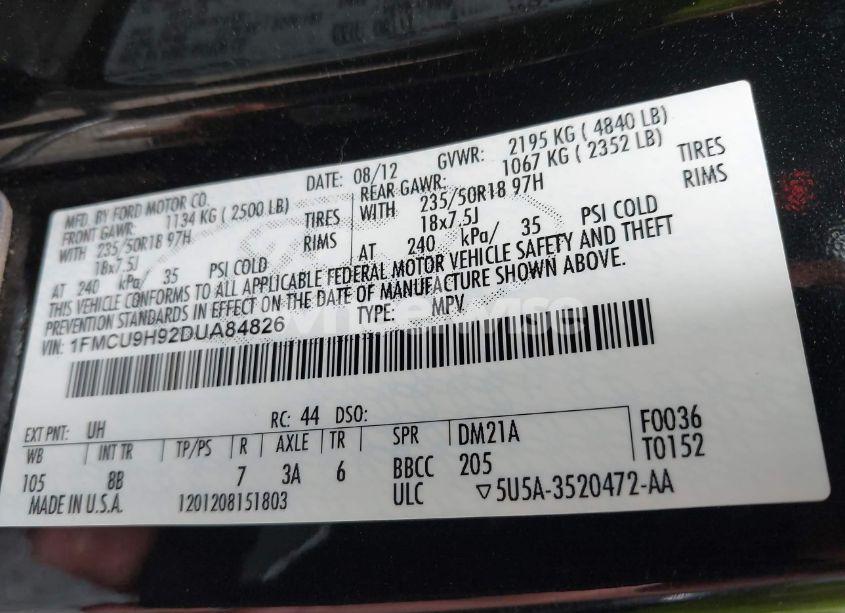 MFD. BY FORD MOTOR CO. DATE: 08/12 GVWR: 2195 KG ( 4840 LB)
FRONT GAWR: 1134 KG ( 2500 LB) REAR GAWR: 1067 KG ( 2352 LB)
WITH 235/50R18 97H TIRES WITH 235/50R18 97H TIRES
18x7.5J RIMS 18x7.5J RIMS
AT 240 kPa/ 35 PSI COLD AT 240 kPa/ 35 PSI COLD
THIS VEHICLE CONFORMS TO ALL APPLICABLE FEDERAL MOTOR VEHICLE SAFETY AND THEFT
PREVENTION STANDARDS IN EFFECT ON THE DATE OF MANUFACTURE SHOWN ABOVE.
VIN: 1FMCU9H92DUA84826 TYPE: MPV
EXT PNT: UH RC: 44 DSO:
WB INT TR TP/PS R AXLE TR SPR DM21A F0036
105 8B 7 3A 6 BBCC 205 T0152
MADE IN U.S.A. 1201208151803 ULC ▽5U5A-3520472-AA